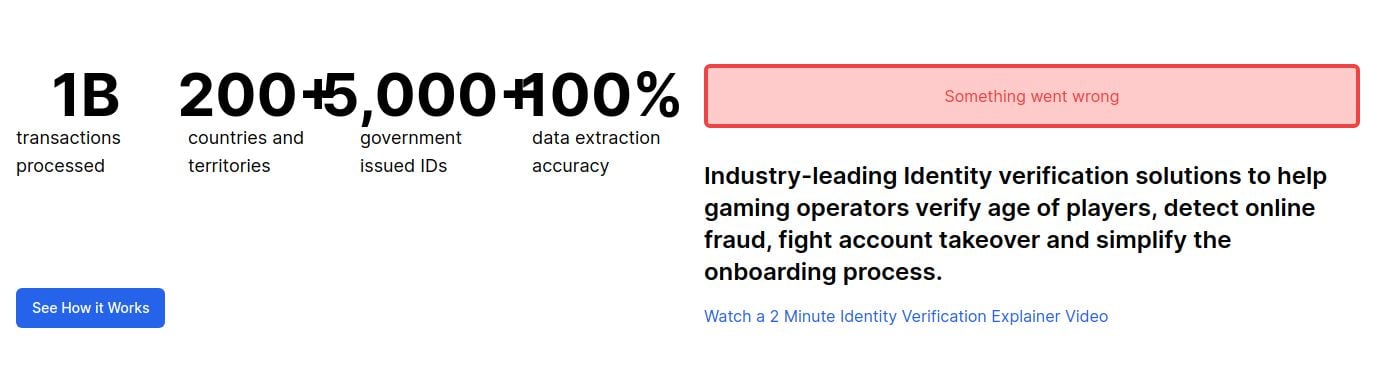 1B
transactions
processed
200+
countries and
territories
5,000+
government
issued IDs
100%
data extraction
accuracy
See How it Works
Something went wrong
Industry-leading Identity verification solutions to help
gaming operators verify age of players, detect online
fraud, fight account takeover and simplify the
onboarding process.
Watch a 2 Minute Identity Verification Explainer Video